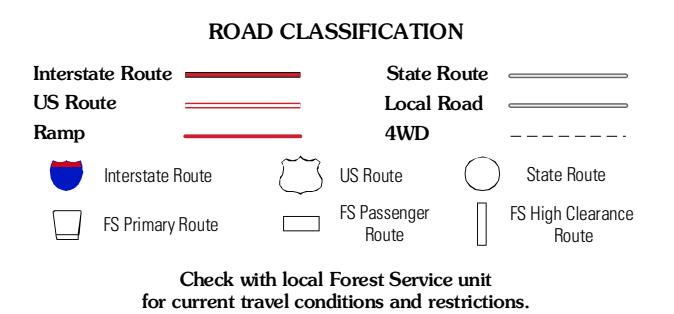 ROAD CLASSIFICATION
Interstate Route
State Route
US Route
Local Road
Ramp
4WD
Interstate Route
US Route
State Route
FS Primary Route
FS Passenger
Route
FS High Clearance
Route
Check with local Forest Service unit
for current travel conditions and restrictions.